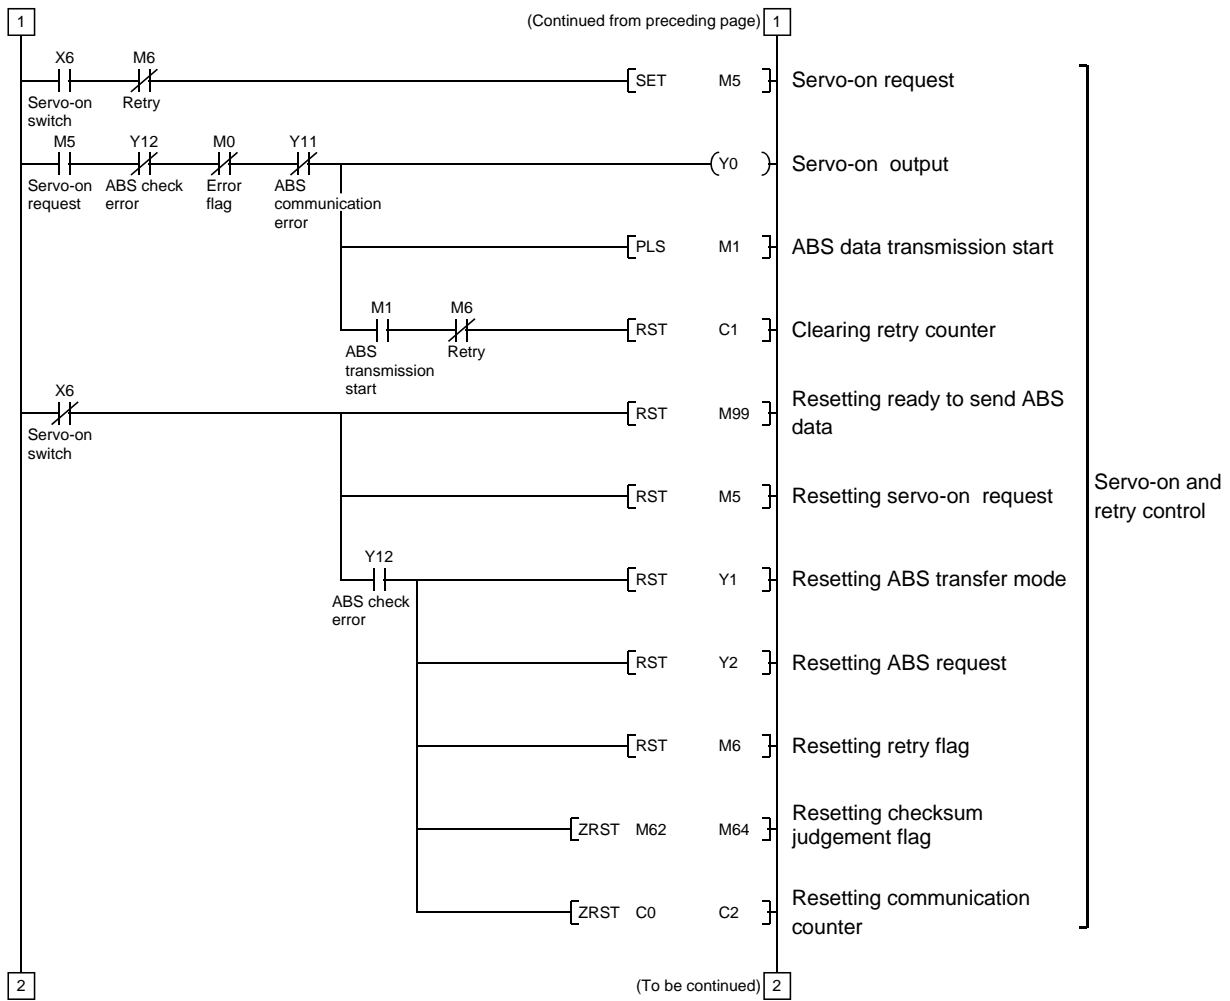 1 (Continued from preceding page) 1
X6 M6
SET M5 Servo-on request
Servo-on Retry
switch
M5 Y12 M0 Y11
Y0 Servo-on output
Servo-on ABS check Error ABS
request error flag communication
error
PLS M1 ABS data transmission start
M1 M6
RST C1 Clearing retry counter
ABS Retry
transmission
start
X6
RST M99 Resetting ready to send ABS
data
Servo-on
switch
RST M5 Resetting servo-on request
Servo-on and
retry control
Y12
RST Y1 Resetting ABS transfer mode
ABS check
error
RST Y2 Resetting ABS request
RST M6 Resetting retry flag
ZRST M62 M64 Resetting checksum
judgement flag
ZRST C0 C2 Resetting communication
counter
2 (To be continued) 2